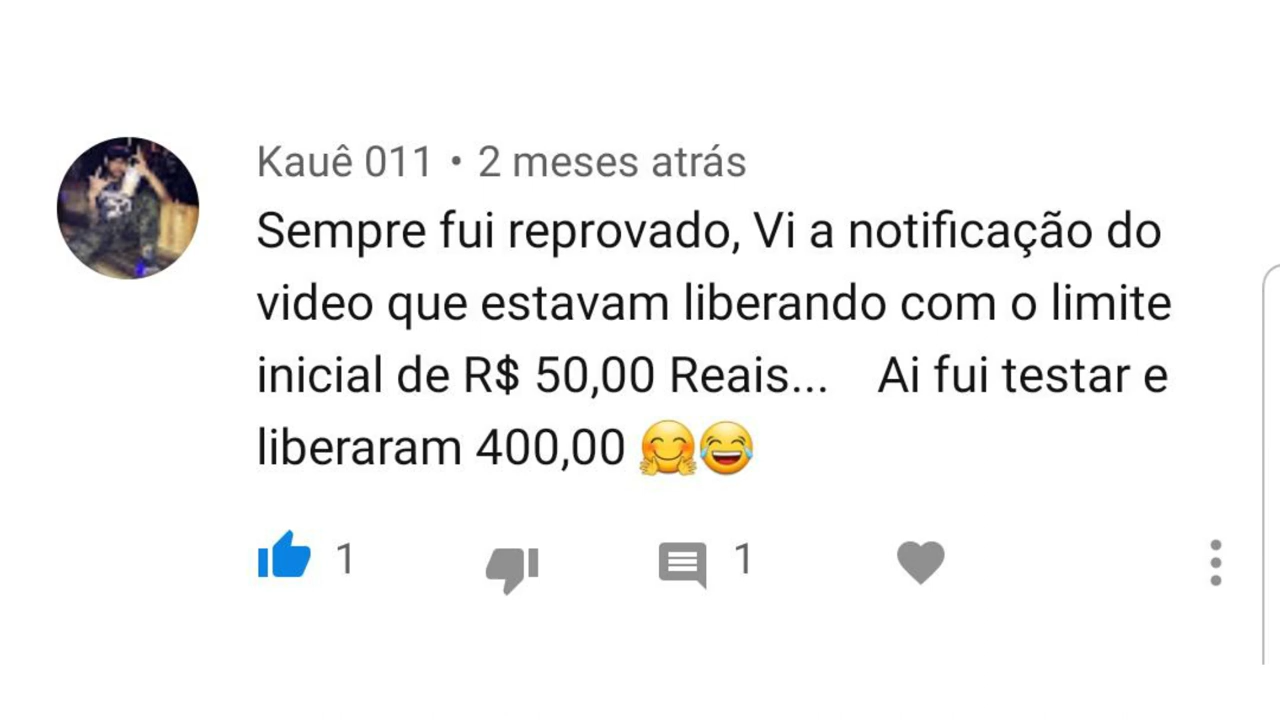 Kauê 011 • 2 meses atrás
Sempre fui reprovado, Vi a notificação do
video que estavam liberando com o limite
inicial de R$ 50,00 Reais... Ai fui testar e
liberaram 400,00 🤗😂
1 1